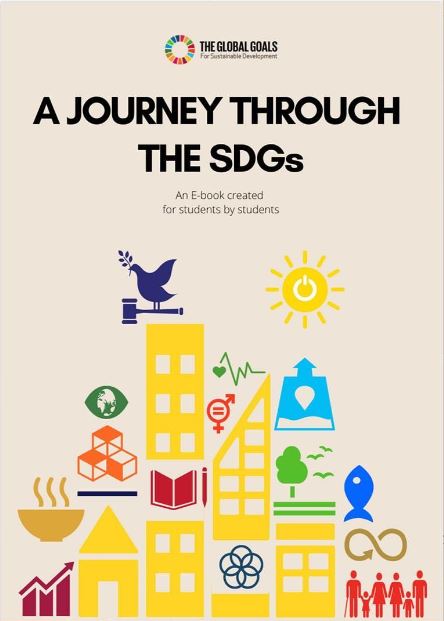 THE GLOBAL GOALS
For Sustainable Development
A JOURNEY THROUGH
THE SDGs
An E-book created
for students by students